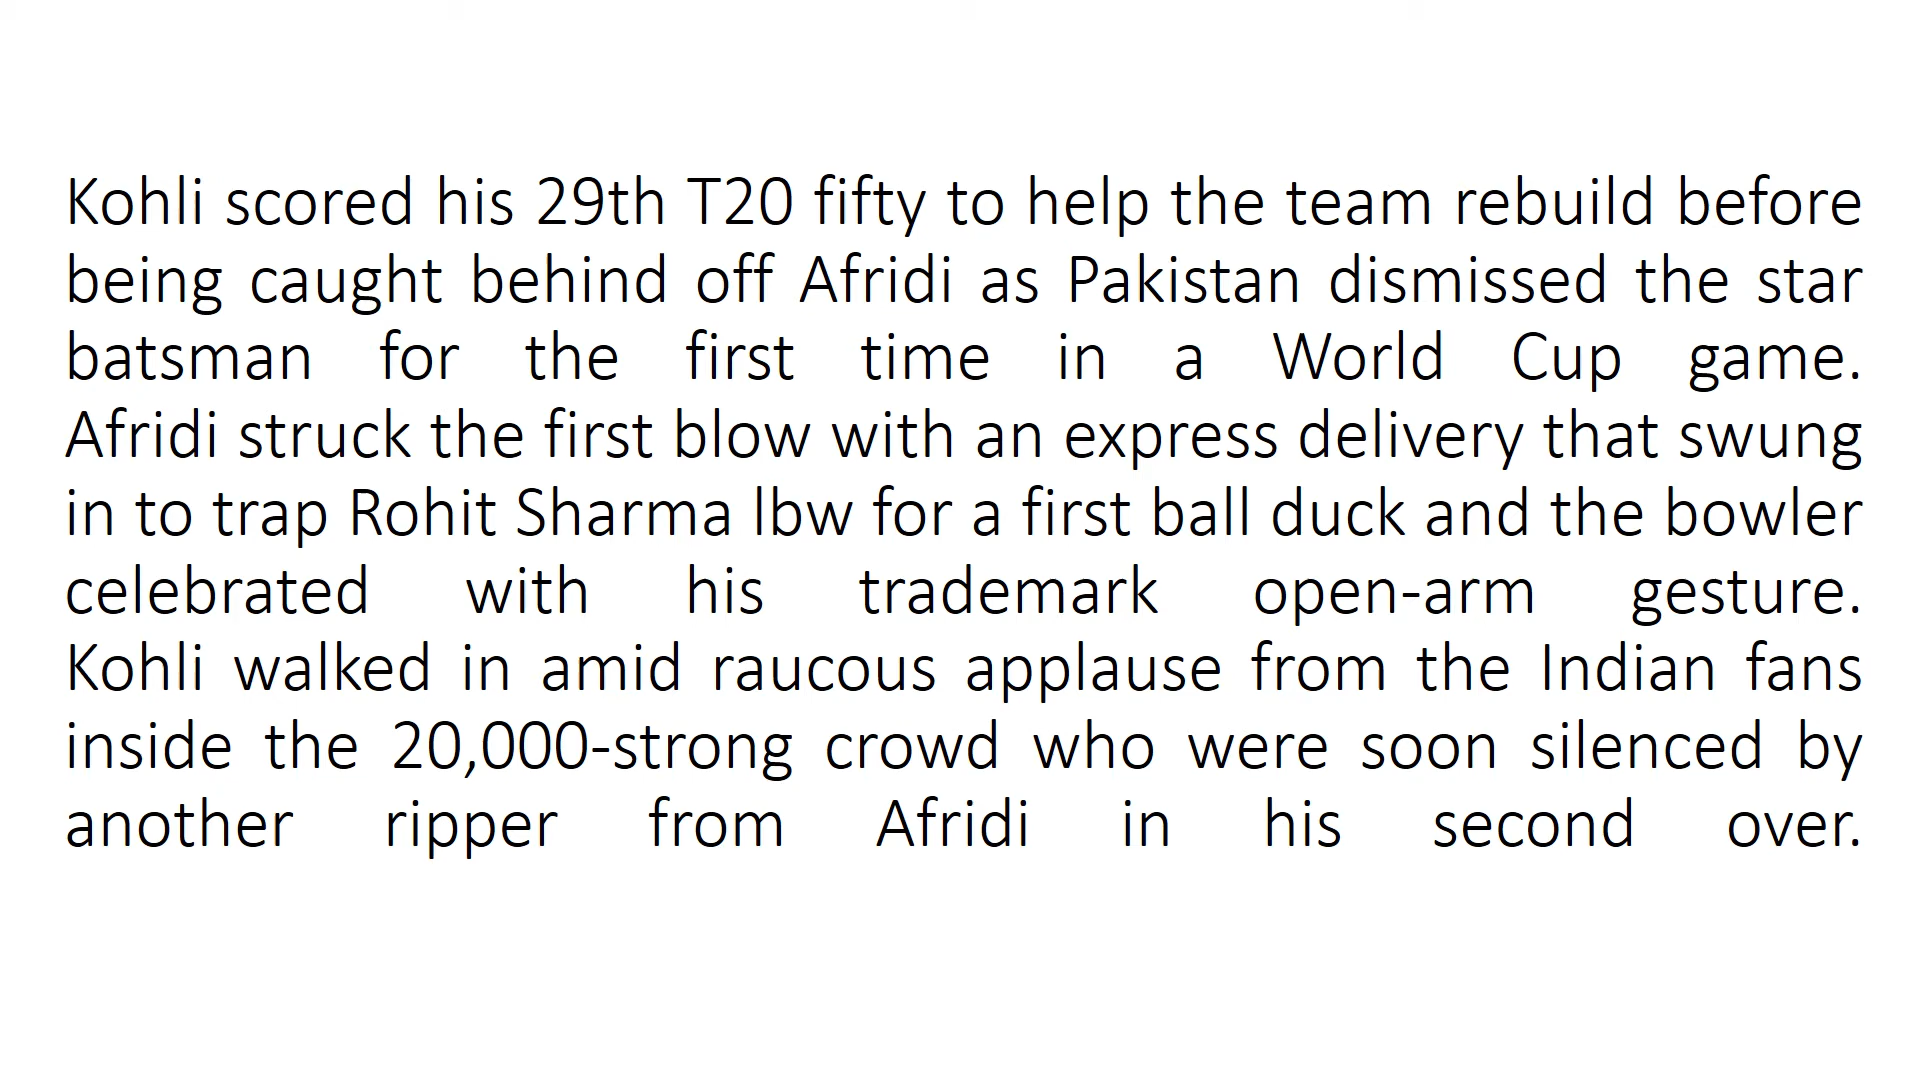 Kohli scored his 29th T20 fifty to help the team rebuild before
being caught behind off Afridi as Pakistan dismissed the star
batsman for the first time in a World Cup game.
Afridi struck the first blow with an express delivery that swung
in to trap Rohit Sharma lbw for a first ball duck and the bowler
celebrated with his trademark open-arm gesture.
Kohli walked in amid raucous applause from the Indian fans
inside the 20,000-strong crowd who were soon silenced by
another ripper from Afridi in his second over.